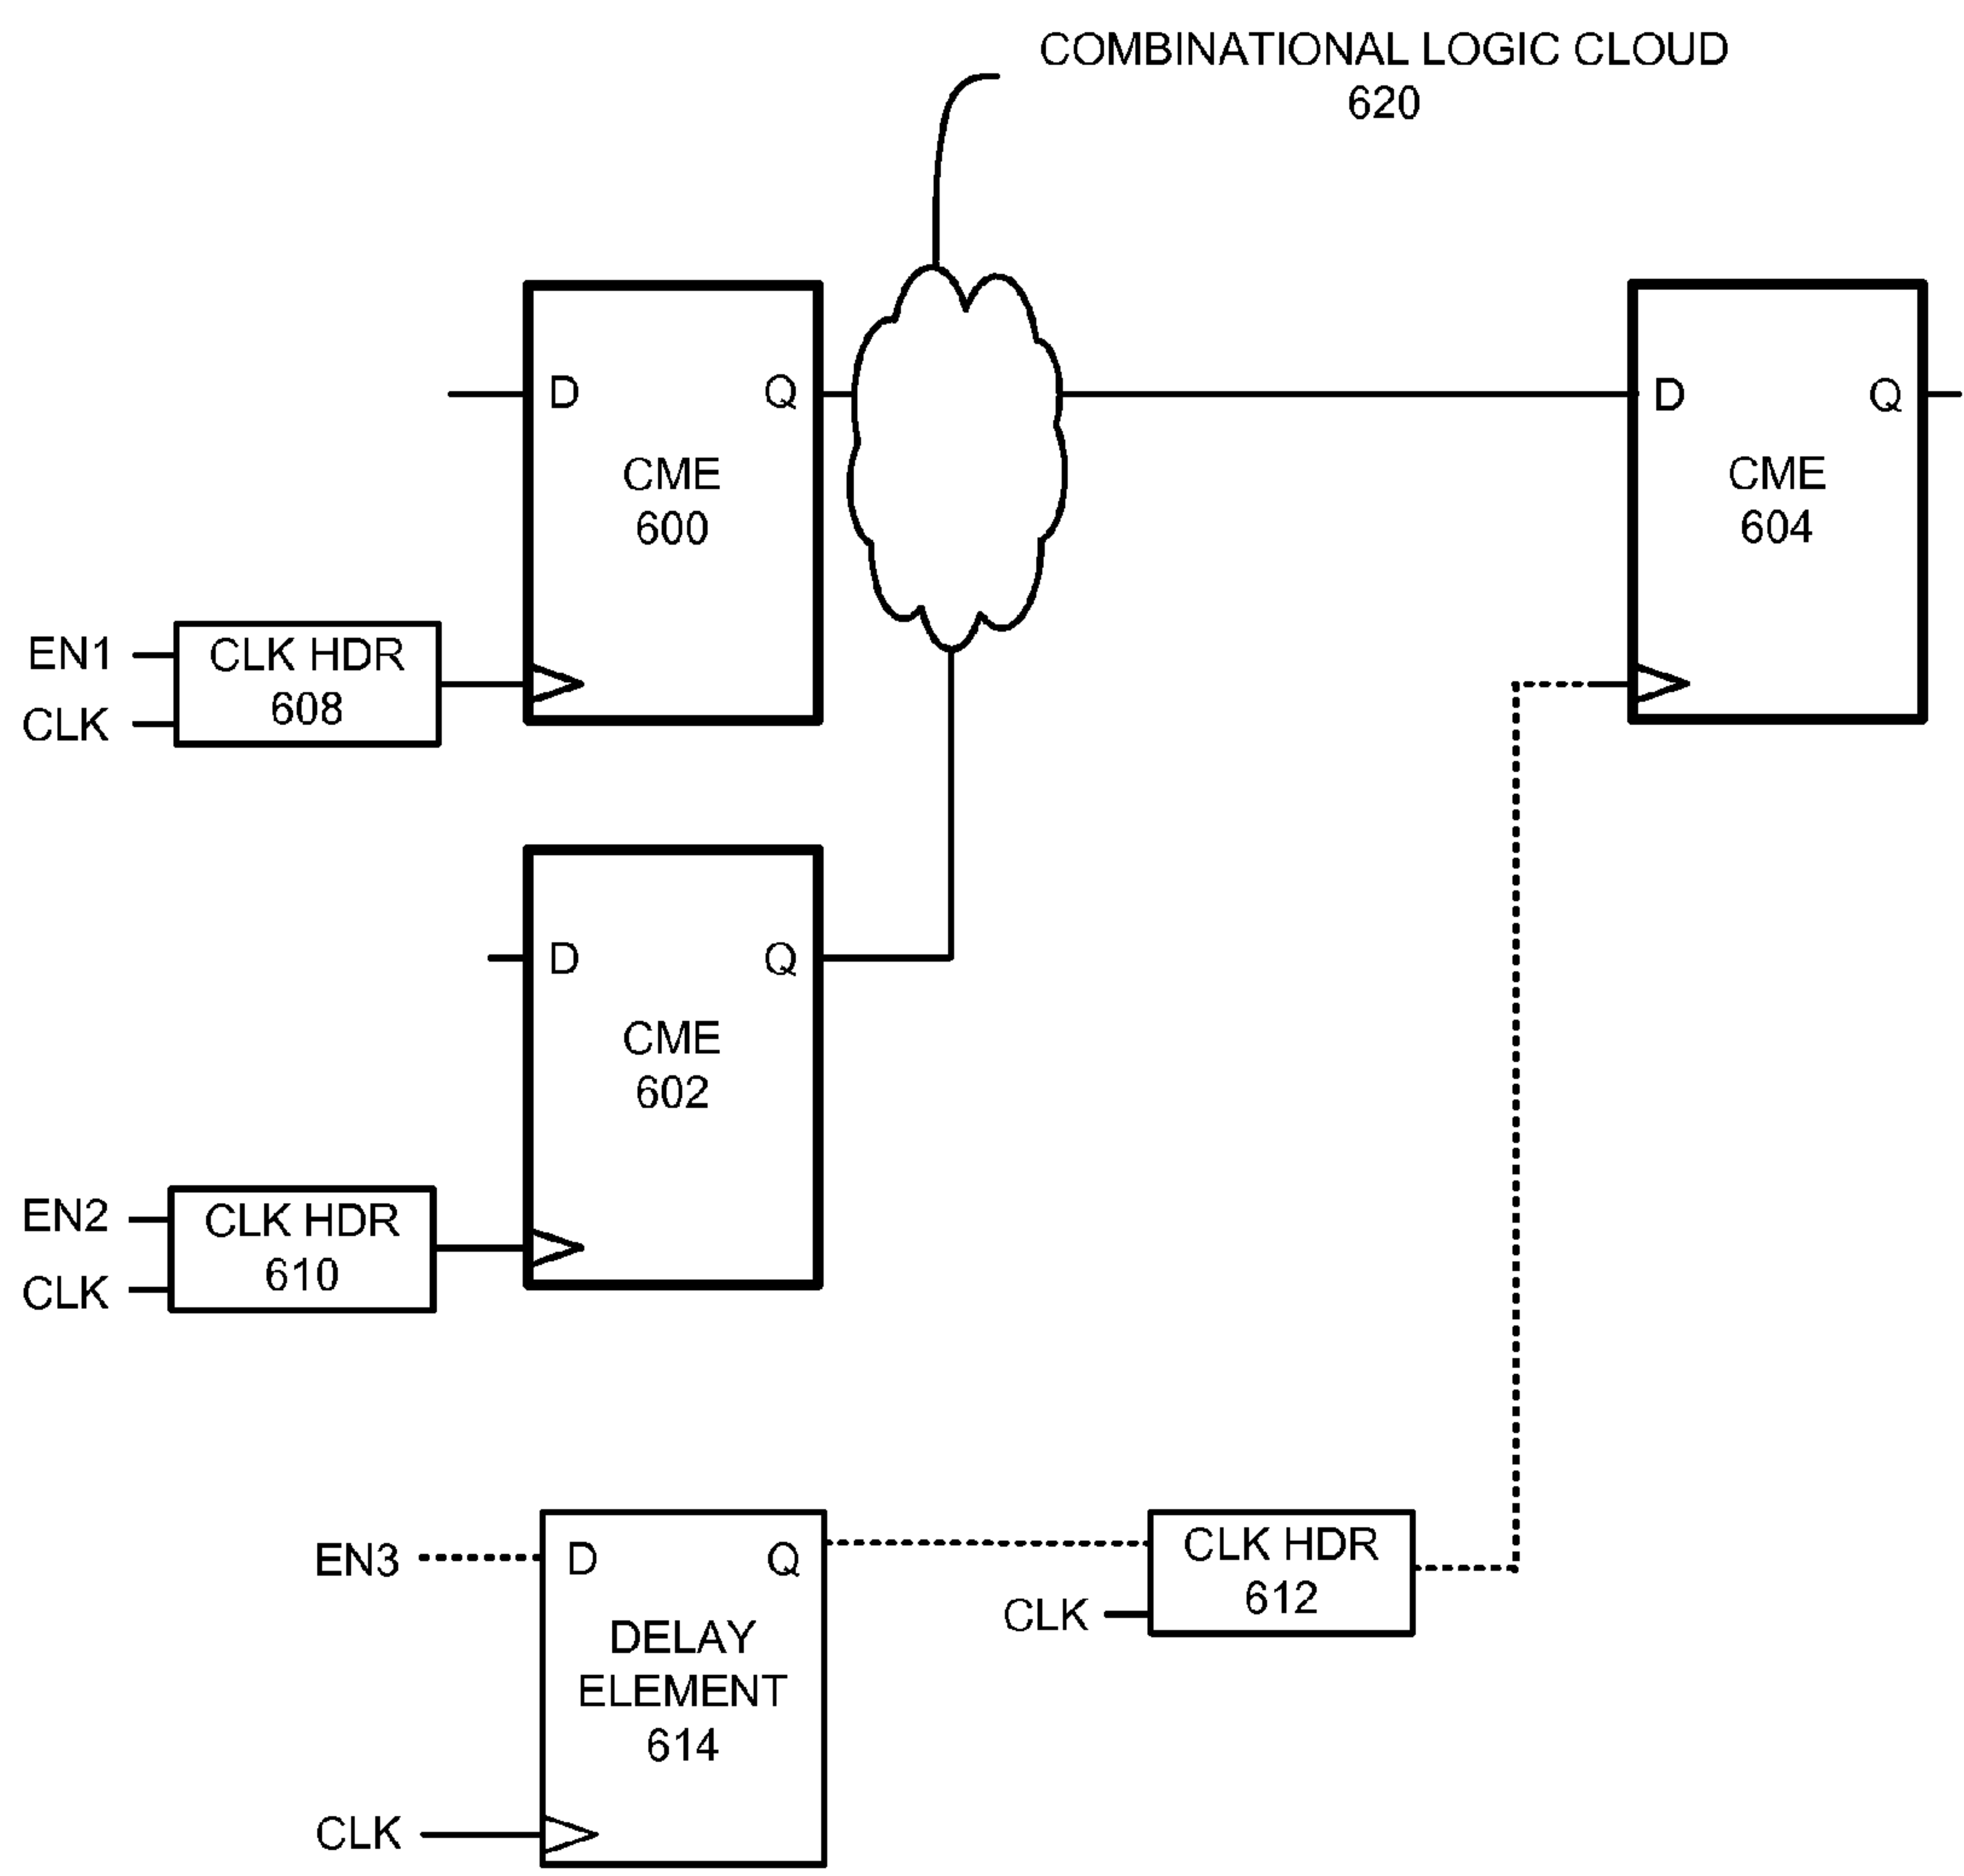 COMBINATIONAL LOGIC CLOUD
620
D Q
CME
600
D Q
CME
604
EN1
CLK HDR
608
CLK
D Q
CME
602
EN2
CLK HDR
610
CLK
EN3
D Q
DELAY
ELEMENT
614
CLK
CLK HDR
612
CLK